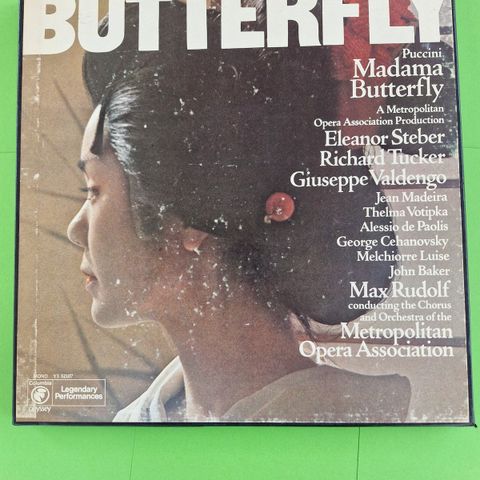 BUTTERFLY
Puccini
Madama
Butterfly
A Metropolitan
Opera Association Production
Eleanor Steber
Richard Tucker
Giuseppe Valdengo
Jean Madeira
Thelma Votipka
Alessio de Paolis
George Cehanovsky
Melchiorre Luise
John Baker
Max Rudolf
conducting the Chorus
and Orchestra of the
Metropolitan
Opera Association
MONO
Columbia
Legendary
Performances
Odyssey